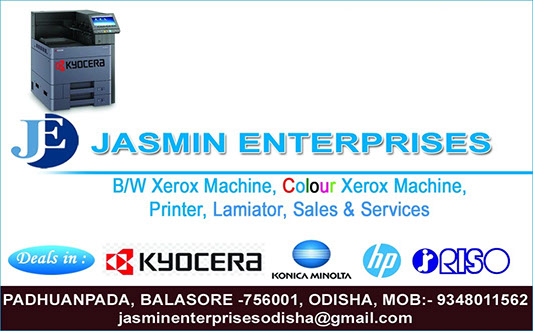 KYOCERA
JE JASMIN ENTERPRISES
B/W Xerox Machine, Colour Xerox Machine,
Printer, Lamiator, Sales & Services
Deals in : KYOCERA KONICA MINOLTA hp RISO
PADHUANPADA, BALASORE -756001, ODISHA, MOB:- 9348011562
jasminenterprisesodisha@gmail.com